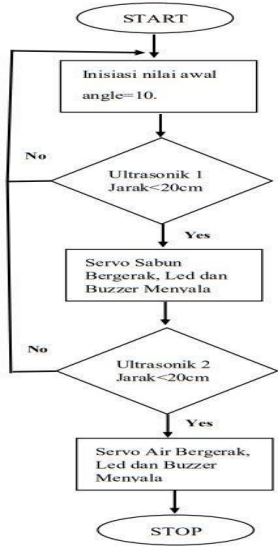 START
Inisiasi nilai awal
angle=10.
No
Ultrasonik 1
Jarak<20cm
Yes
Servo Sabun
Bergerak, Led dan
Buzzer Menyala
No
Ultrasonik 2
Jarak<20cm
Yes
Servo Air Bergerak,
Led dan Buzzer
Menyala
STOP